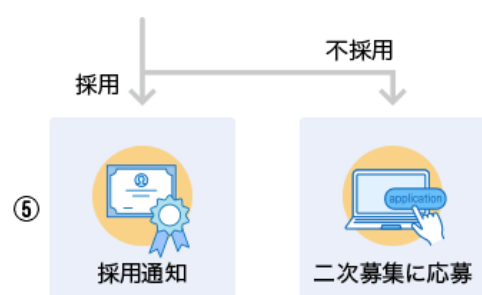 不採用
採用
application
⑤
採用通知
二次募集に応募